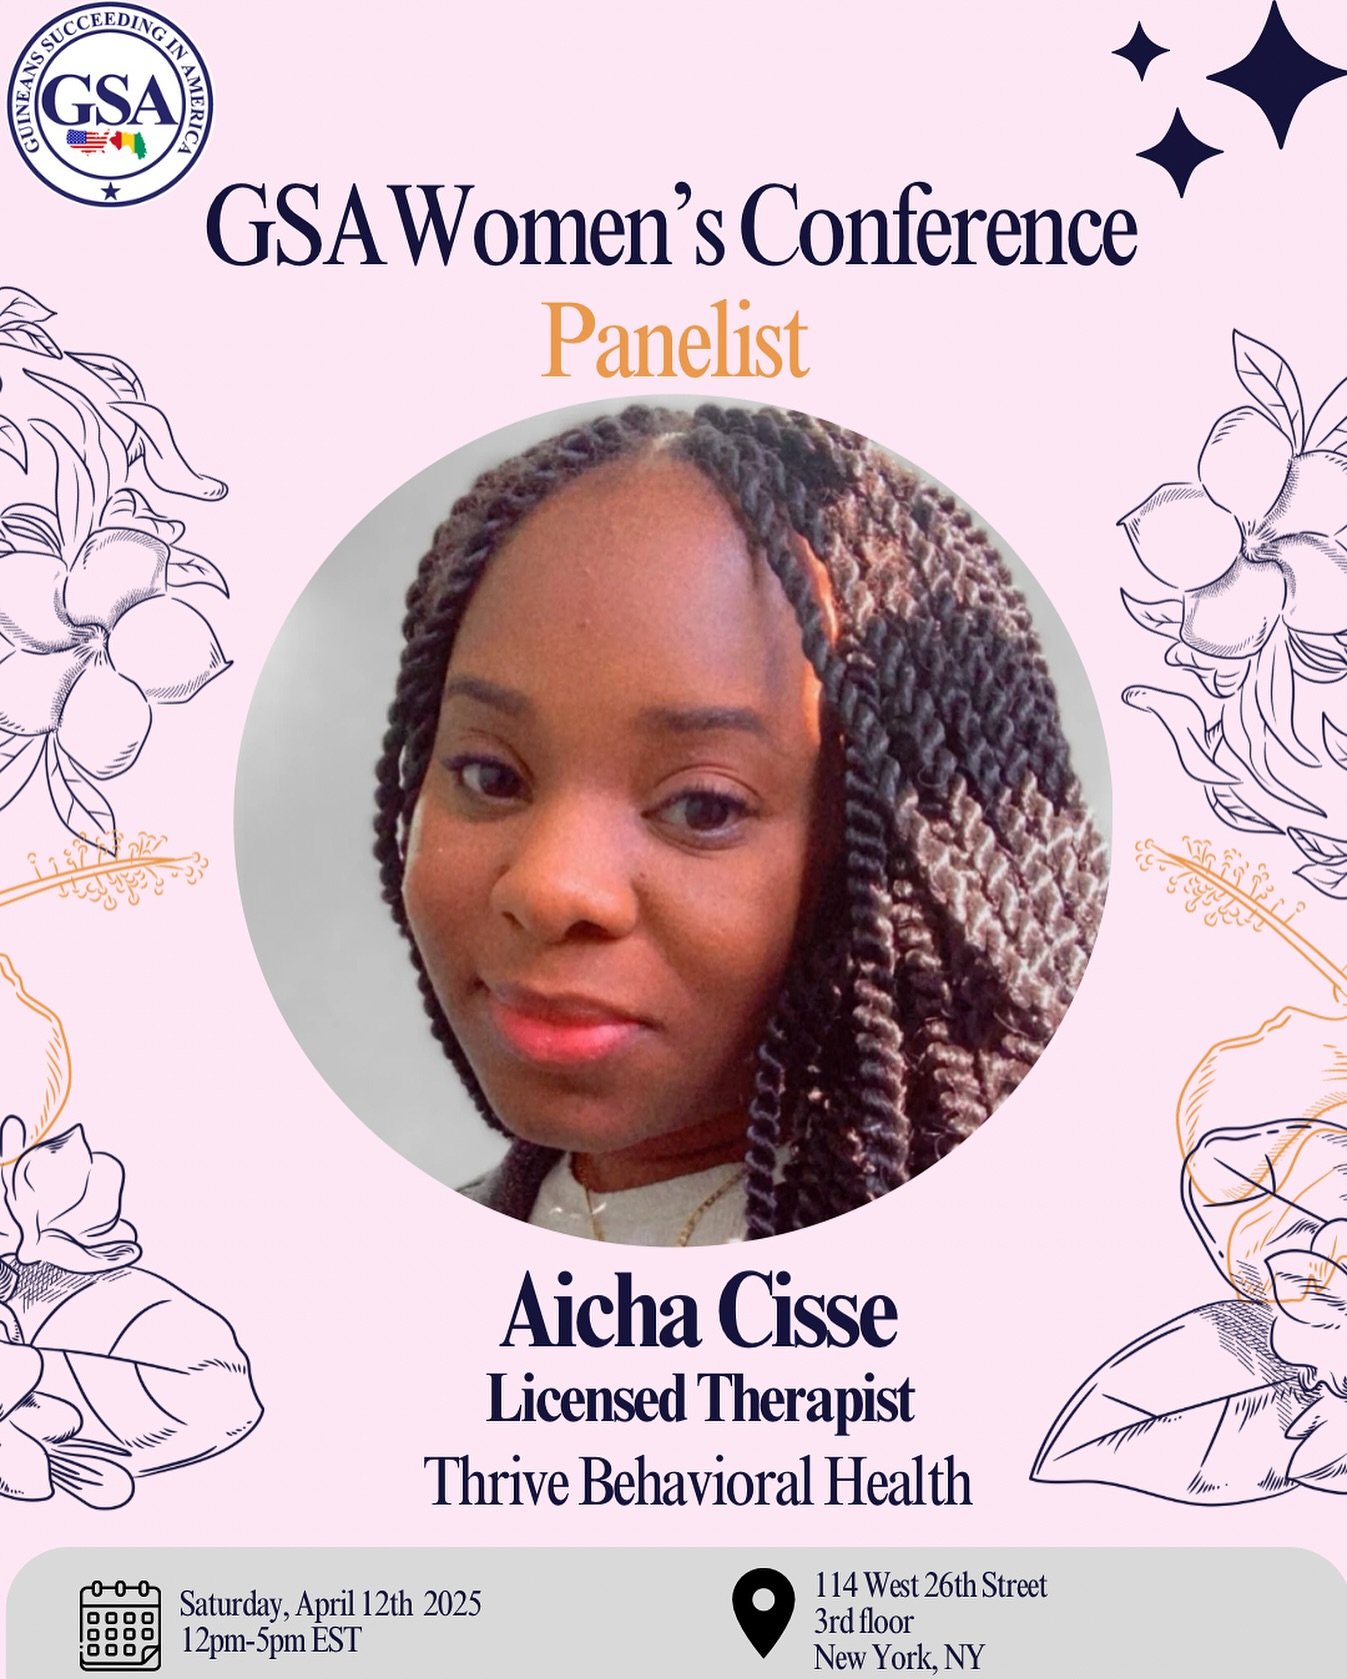 GUINEANS SUCCEEDING IN AMERICA
GSA
GSA Women’s Conference
Panelist
Aicha Cisse
Licensed Therapist
Thrive Behavioral Health
Saturday, April 12th 2025
12pm-5pm EST
114 West 26th Street
3rd floor
New York, NY